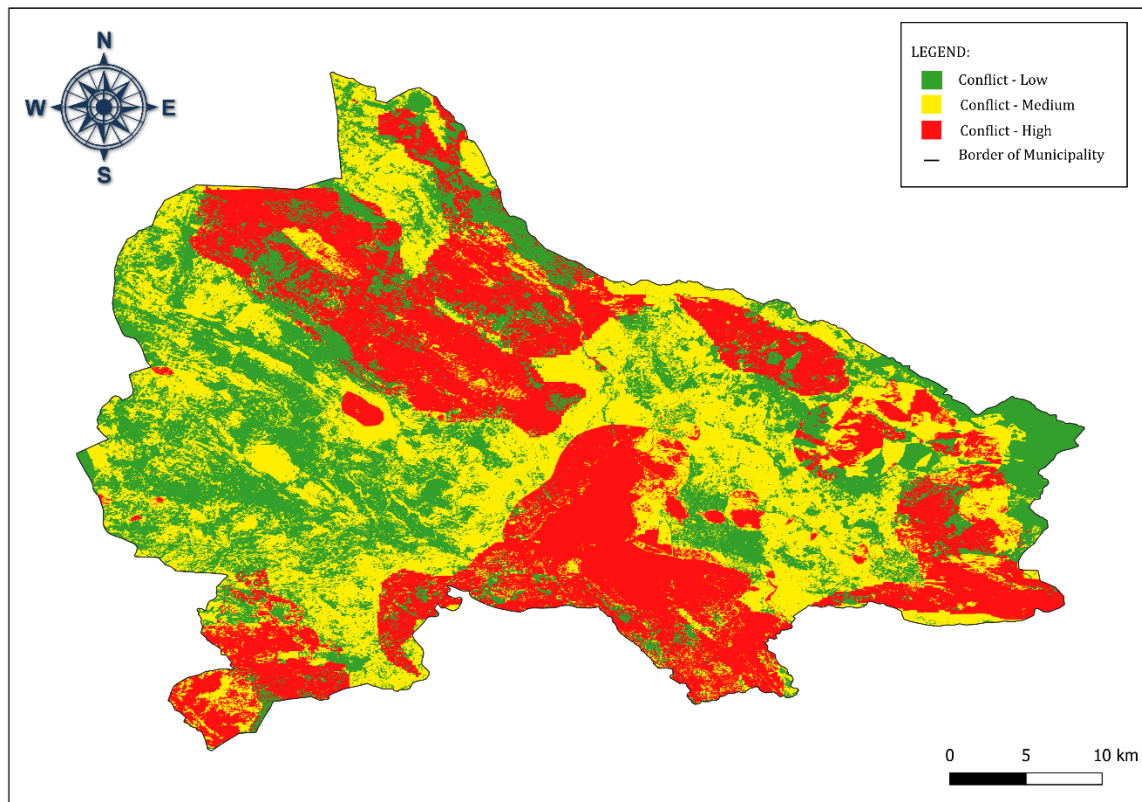 N
W E
S
LEGEND:
Conflict - Low
Conflict - Medium
Conflict - High
Border of Municipality
0 5 10 km